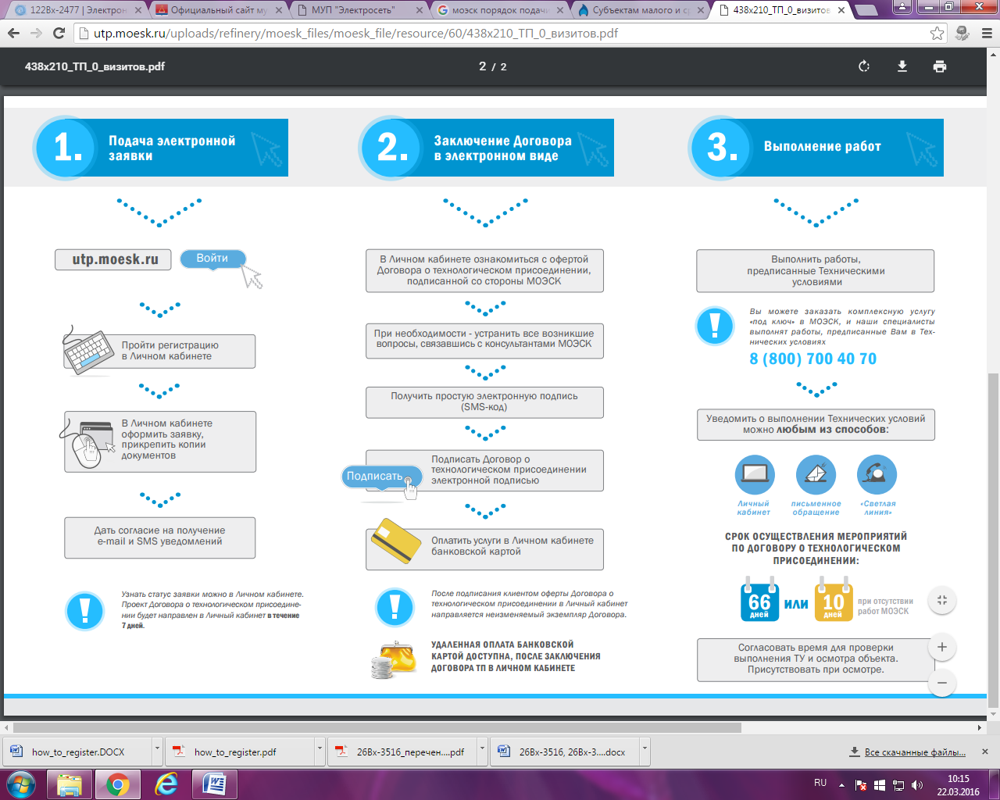 122Вх-2477 | Электрон
Официальный сайт му
МУП "Электросеть"
моэск порядок подачи
Субъектам малого и ср
438x210_ТП_0_визитов
utp.moesk.ru/uploads/refinery/moesk_files/moesk_file/resource/60/438x210_ТП_0_визитов.pdf
438x210_ТП_0_визитов.pdf
2 / 2
1.
Подача электронной
заявки
utp.moesk.ru
Войти
Пройти регистрацию
в Личном кабинете
В Личном кабинете
оформить заявку,
прикрепить копии
документов
Дать согласие на получение
e-mail и SMS уведомлений
Узнать статус заявки можно в Личном кабинете.
Проект Договора о технологическом присоедине-
нии будет направлен в Личный кабинет в течение
7 дней.
2.
Заключение Договора
в электронном виде
В Личном кабинете ознакомиться с офертой
Договора о технологическом присоединении,
подписанной со стороны МОЭСК
При необходимости - устранить все возникшие
вопросы, связавшись с консультантами МОЭСК
Получить простую электронную подпись
(SMS-код)
Подписать
Подписать Договор о
технологическом присоединении
электронной подписью
Оплатить услуги в Личном кабинете
банковской картой
После подписания клиентом оферты Договора о
технологическом присоединении в Личный кабинет
направляется неизменяемый экземпляр Договора.
УДАЛЕННАЯ ОПЛАТА БАНКОВСКОЙ
КАРТОЙ ДОСТУПНА, ПОСЛЕ ЗАКЛЮЧЕНИЯ
ДОГОВОРА ТП В ЛИЧНОМ КАБИНЕТЕ
3.
Выполнение работ
Выполнить работы,
предписанные Техническими
условиями
Вы можете заказать комплексную услугу
«под ключ» в МОЭСК, и наши специалисты
выполнят работы, предписанные Вам в Тех-
нических условиях
8 (800) 700 40 70
Уведомить о выполнении Технических условий
можно любым из способов:
Личный
кабинет
письменное
обращение
«Светлая
линия»
СРОК ОСУЩЕСТВЛЕНИЯ МЕРОПРИЯТИЙ
ПО ДОГОВОРУ О ТЕХНОЛОГИЧЕСКОМ
ПРИСОЕДИНЕНИИ:
66
дней
или
10
дней
при отсутствии
работ МОЭСК
Согласовать время для проверки
выполнения ТУ и осмотра объекта.
Присутствовать при осмотре.
how_to_register.DOCX
how_to_register.pdf
26Вх-3516_перечен....pdf
26Вх-3516, 26Вх-3....docx
Все скачанные файлы...
RU
10:15
22.03.2016